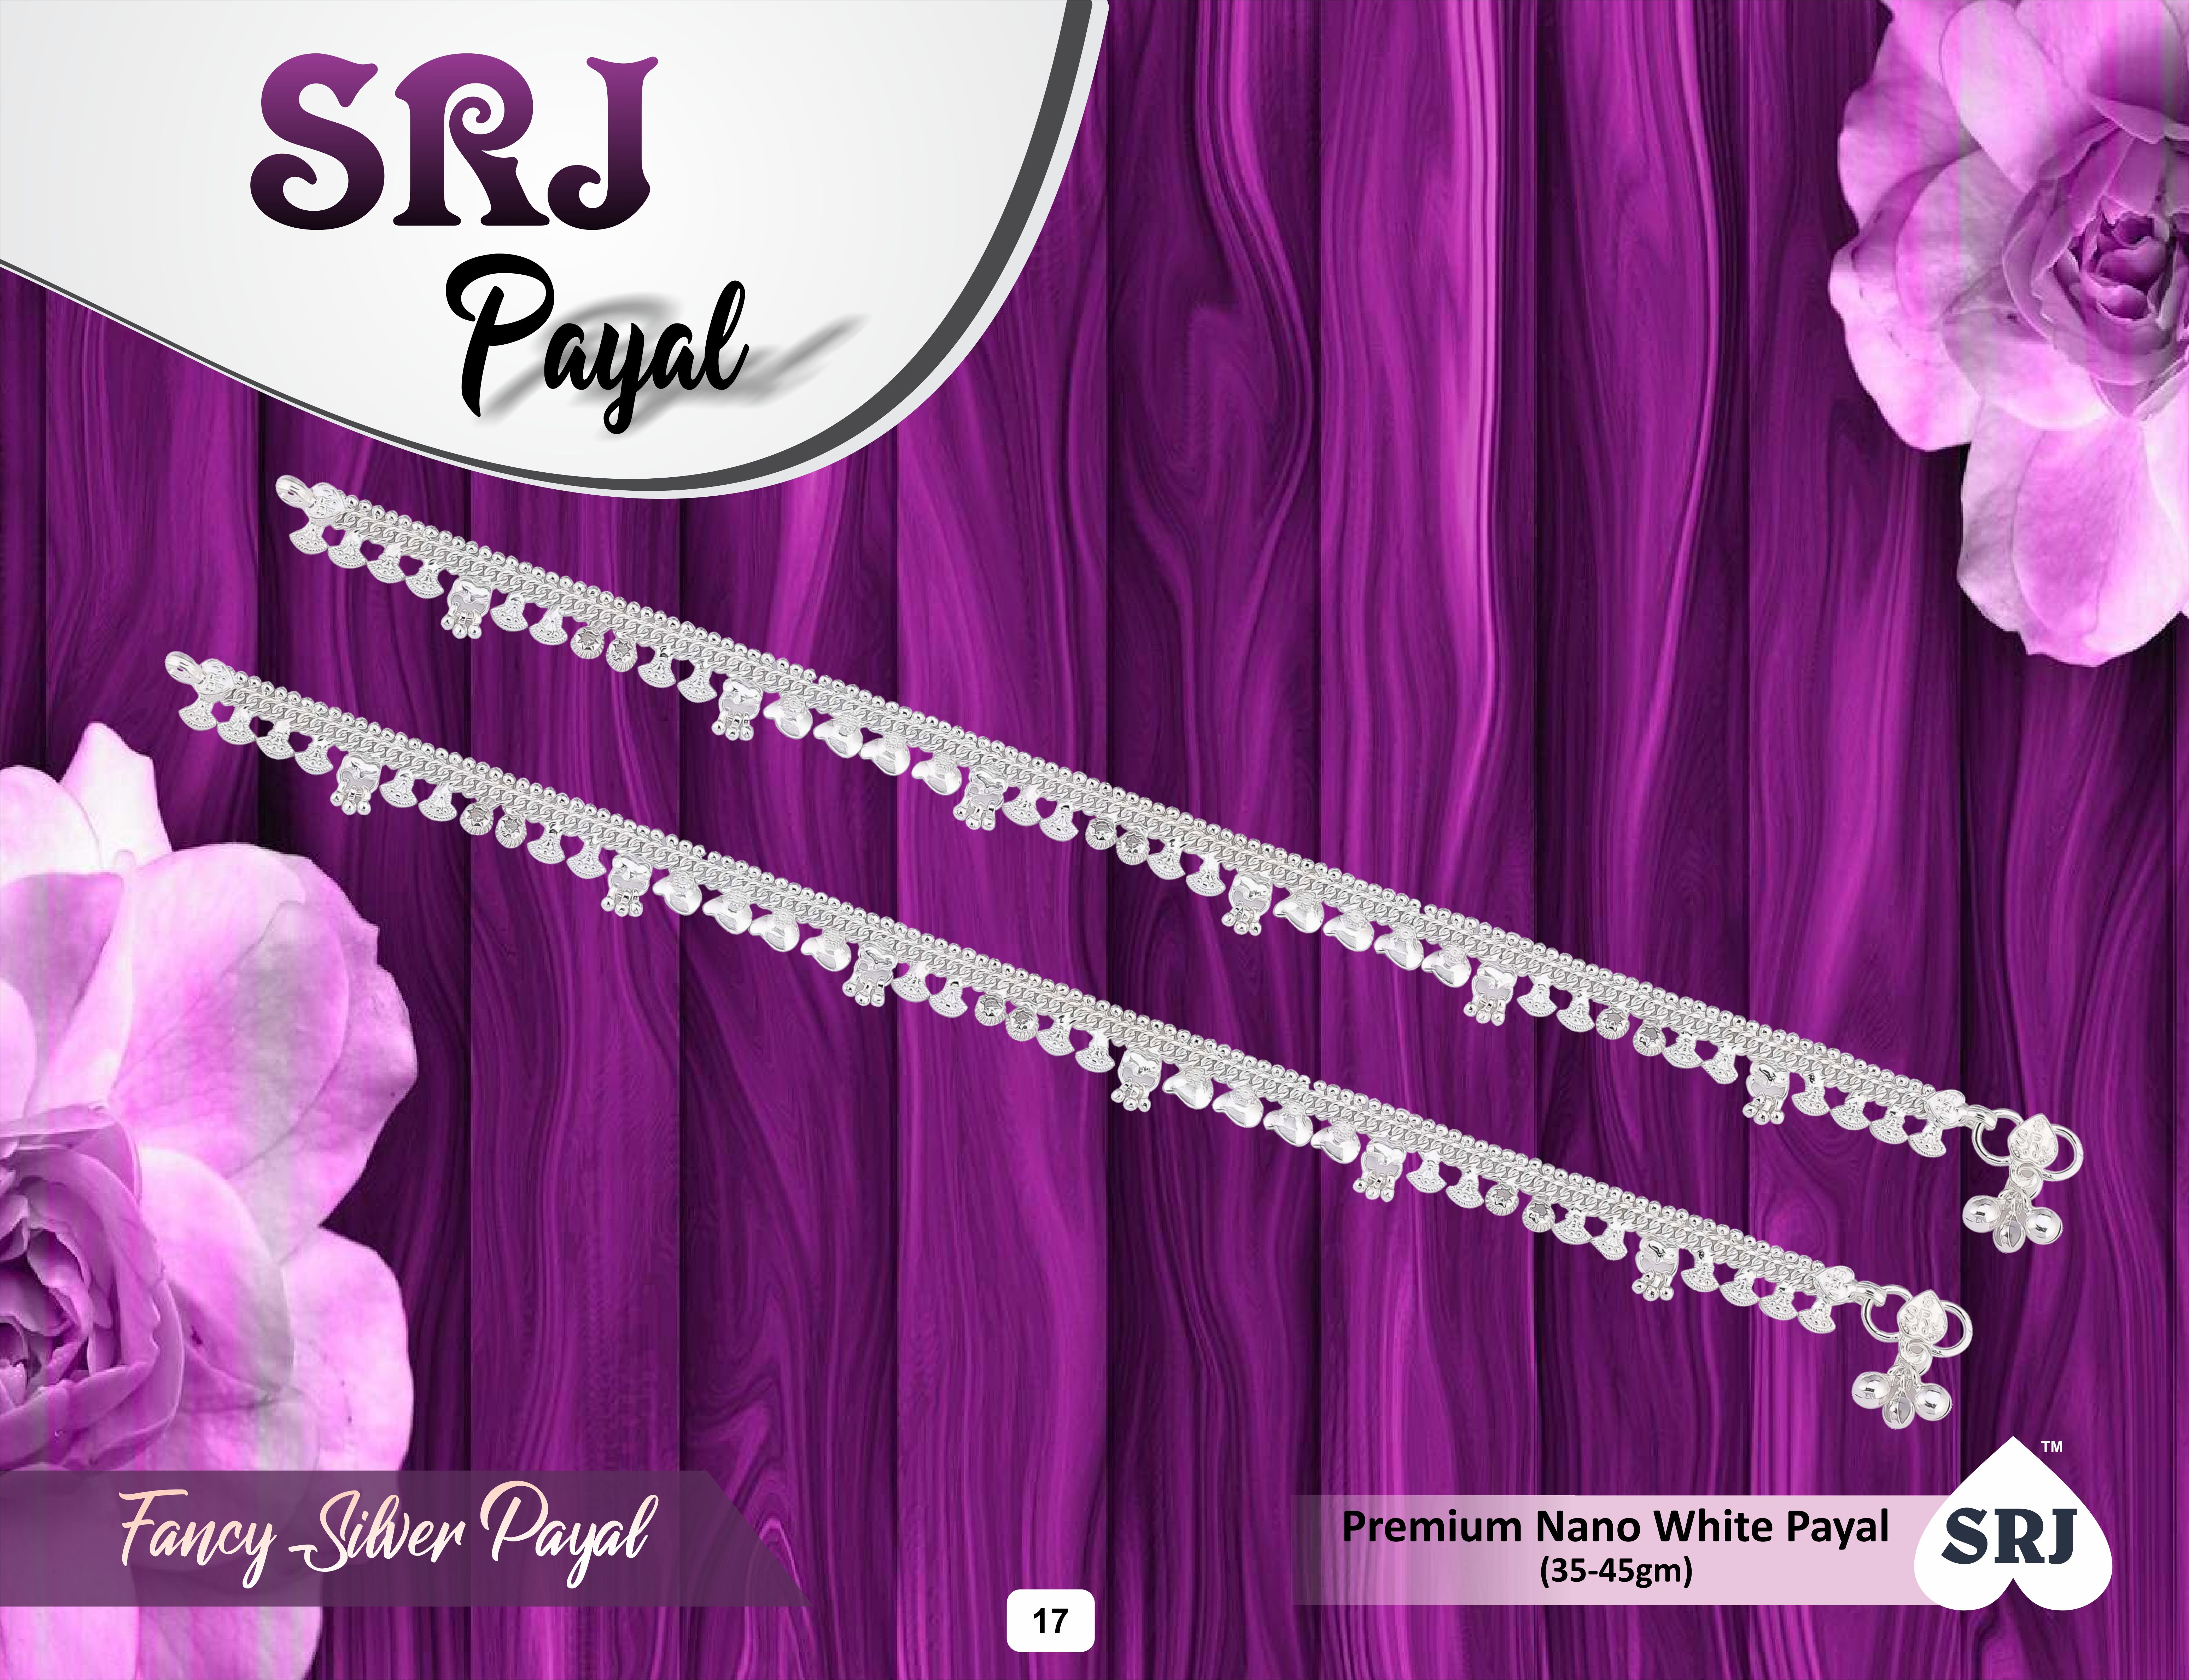 SRJ
Payal
Fancy Silver Payal
Premium Nano White Payal
(35-45gm)
TM
SRJ
17